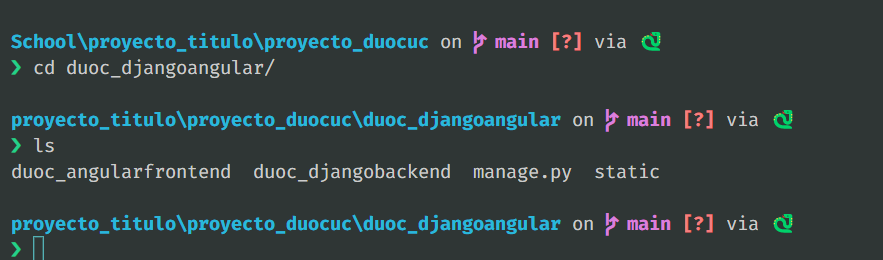 School\proyecto_titulo\proyecto_duocuc on main [?] via
❯ cd duoc_djangoangular/
proyecto_titulo\proyecto_duocuc\duoc_djangoangular on main [?] via
❯ ls
duoc_angularfrontend duoc_djangobackend manage.py static
proyecto_titulo\proyecto_duocuc\duoc_djangoangular on main [?] via
❯